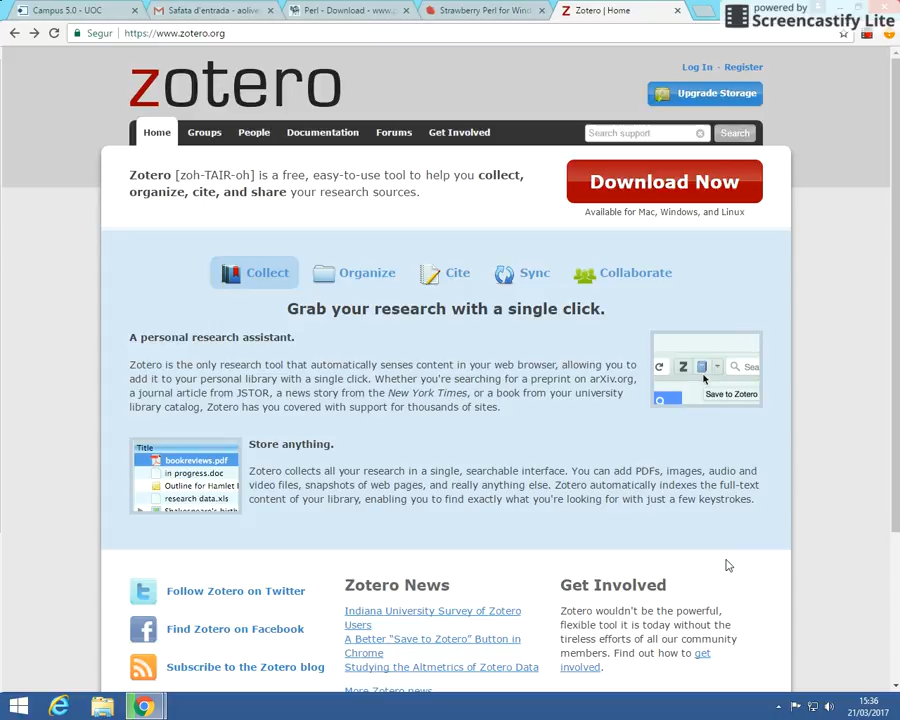 Campus 5.0 - UOC
Safata d'entrada - aolive
Perl - Download - www.
Strawberry Perl for Wind
Zotero | Home
powered by
Screencastify Lite
Segur
https://www.zotero.org
zotero
Log In · Register
Upgrade Storage
Home Groups People Documentation Forums Get Involved
Search support
Search
Zotero [zoh-TAIR-oh] is a free, easy-to-use tool to help you collect,
organize, cite, and share your research sources.
Download Now
Available for Mac, Windows, and Linux
Collect Organize Cite Sync Collaborate
Grab your research with a single click.
A personal research assistant.
Zotero is the only research tool that automatically senses content in your web browser, allowing you to
add it to your personal library with a single click. Whether you're searching for a preprint on arXiv.org,
a journal article from JSTOR, a news story from the New York Times, or a book from your university
library catalog, Zotero has you covered with support for thousands of sites.
Z
Sea
Save to Zotero
Title
bookreviews.pdf
in progress.doc
Outline for Hamlet
research data.xls
Shakespeare's birth
Store anything.
Zotero collects all your research in a single, searchable interface. You can add PDFs, images, audio and
video files, snapshots of web pages, and really anything else. Zotero automatically indexes the full-text
content of your library, enabling you to find exactly what you're looking for with just a few keystrokes.
Follow Zotero on Twitter
Find Zotero on Facebook
Subscribe to the Zotero blog
Zotero News
Indiana University Survey of Zotero
Users
A Better “Save to Zotero” Button in
Chrome
Studying the Altmetrics of Zotero Data
More Zotero news
Get Involved
Zotero wouldn't be the powerful,
flexible tool it is today without the
tireless efforts of all our community
members. Find out how to get
involved.
15:36
21/03/2017